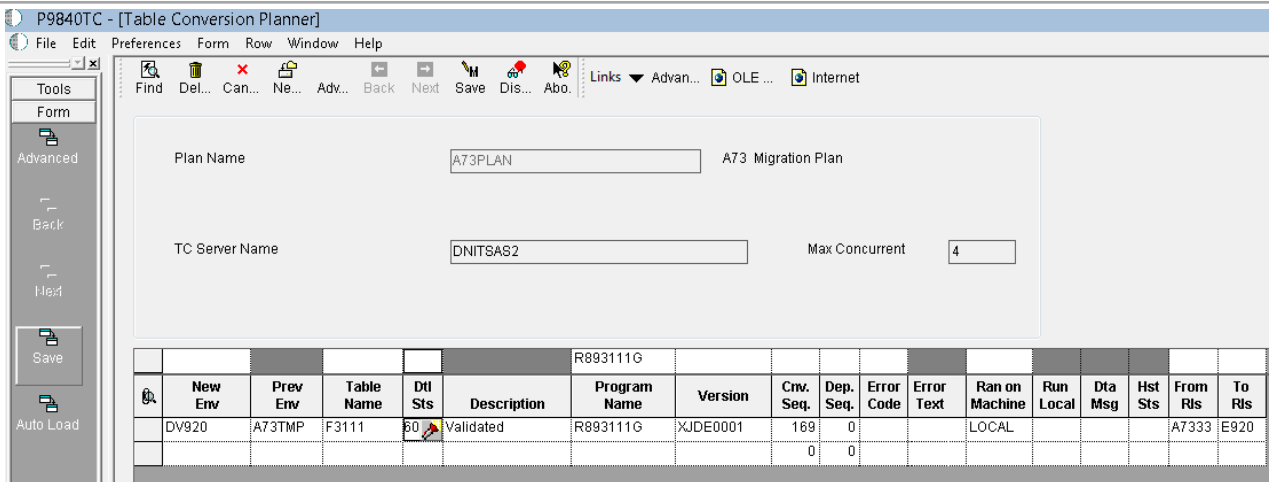 P9840TC - [Table Conversion Planner]
File Edit Preferences Form Row Window Help
Find Del... Can... Ne... Adv... Back Next Save Dis... Abo. Links Advan... OLE ... Internet
Tools
Form
Advanced
Back
Next
Save
Auto Load
Plan Name A73PLAN A73 Migration Plan
TC Server Name DNITSAS2 Max Concurrent 4
R893111G
New Env Prev Env Table Name Dtl Sts Description Program Name Version Cnv. Seq. Dep. Seq. Error Code Error Text Ran on Machine Run Local Dta Msg Hst Sts From Rls To Rls
DV920 A73TMP F3111 60 Validated R893111G XJDE0001 169 0 LOCAL A7333 E920
0 0